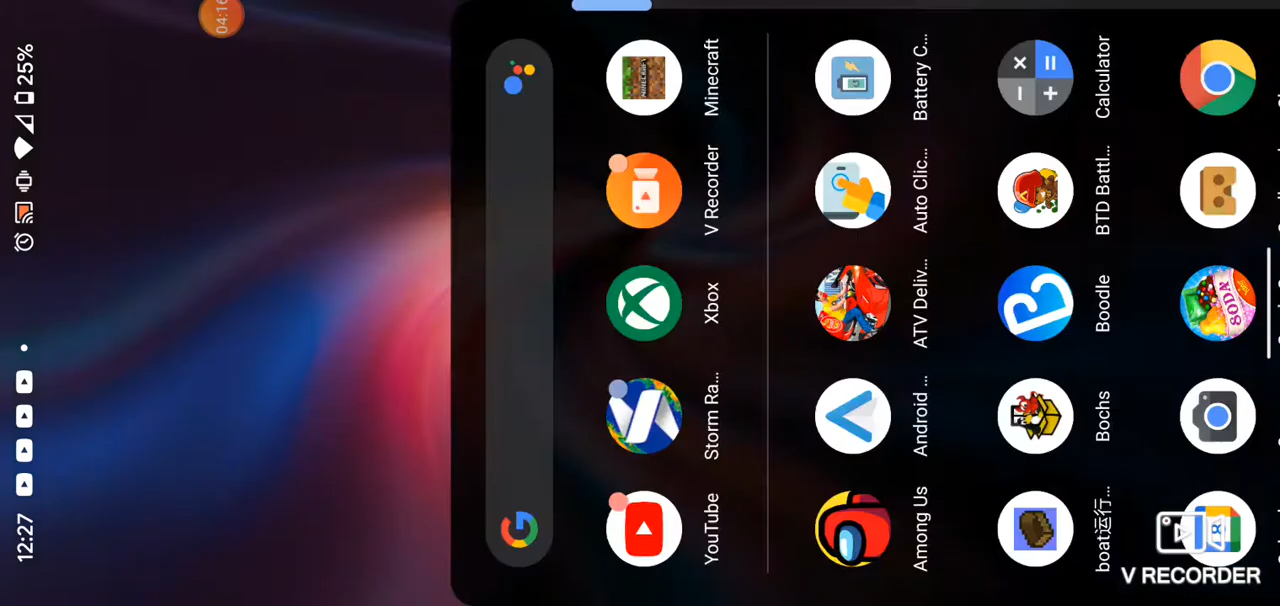 12:27
25%
04:16
YouTube
Storm Ra...
Xbox
V Recorder
Minecraft
Among Us
Android ...
ATV Deliv...
Auto Clic...
Battery C...
boat运行...
Bochs
Boodle
BTD Battl...
Calculator
SODA
V RECORDER